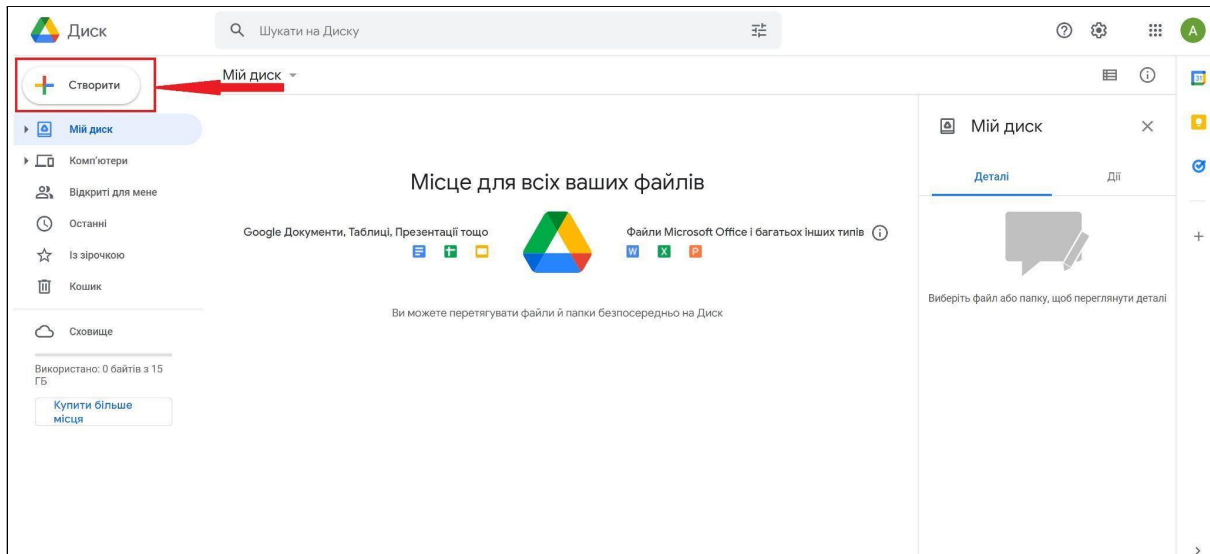 Диск
Шукати на Диску
A
Створити
Мій диск
31
Мій диск
Комп'ютери
Відкриті для мене
Останні
Із зірочкою
Кошик
Сховище
Використано: 0 байтів з 15
ГБ
Купити більше
місця
Місце для всіх ваших файлів
Google Документи, Таблиці, Презентації тощо
Файли Microsoft Office і багатьох інших типів
W X P
Ви можете перетягувати файли й папки безпосередньо на Диск
Мій диск
Деталі Дії
Виберіть файл або папку, щоб переглянути деталі